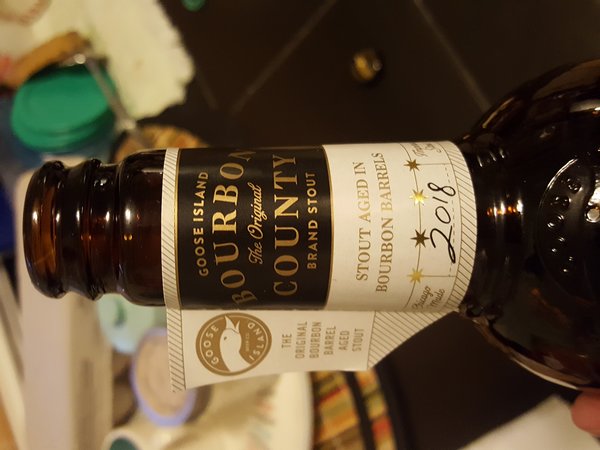 GOOSE ISLAND
BOURBON
The Original
COUNTY
BRAND STOUT
STOUT AGED IN
BOURBON BARRELS
2018
GOOSE
ISLAND
THE
ORIGINAL
BOURBON
BARREL
AGED
STOUT